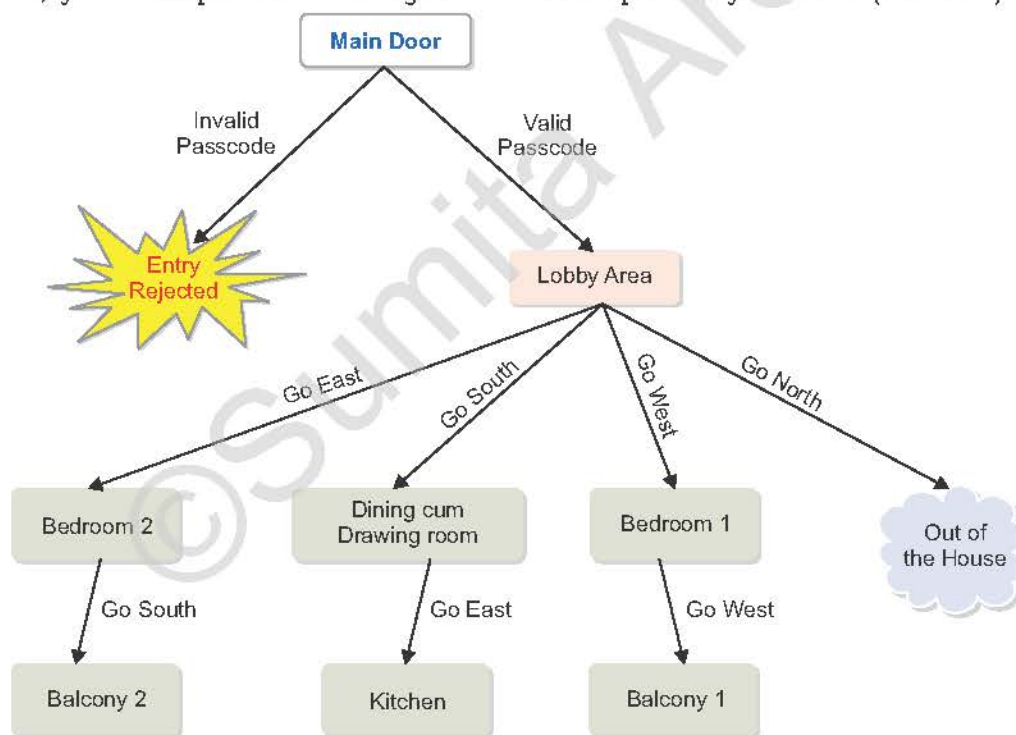 Main Door
Invalid
Passcode
Valid
Passcode
Entry
Rejected
Lobby Area
Go East
Go South
Go West
Go North
Bedroom 2
Dining cum
Drawing room
Bedroom 1
Out of
the House
Go South
Go East
Go West
Balcony 2
Kitchen
Balcony 1
©Sumita